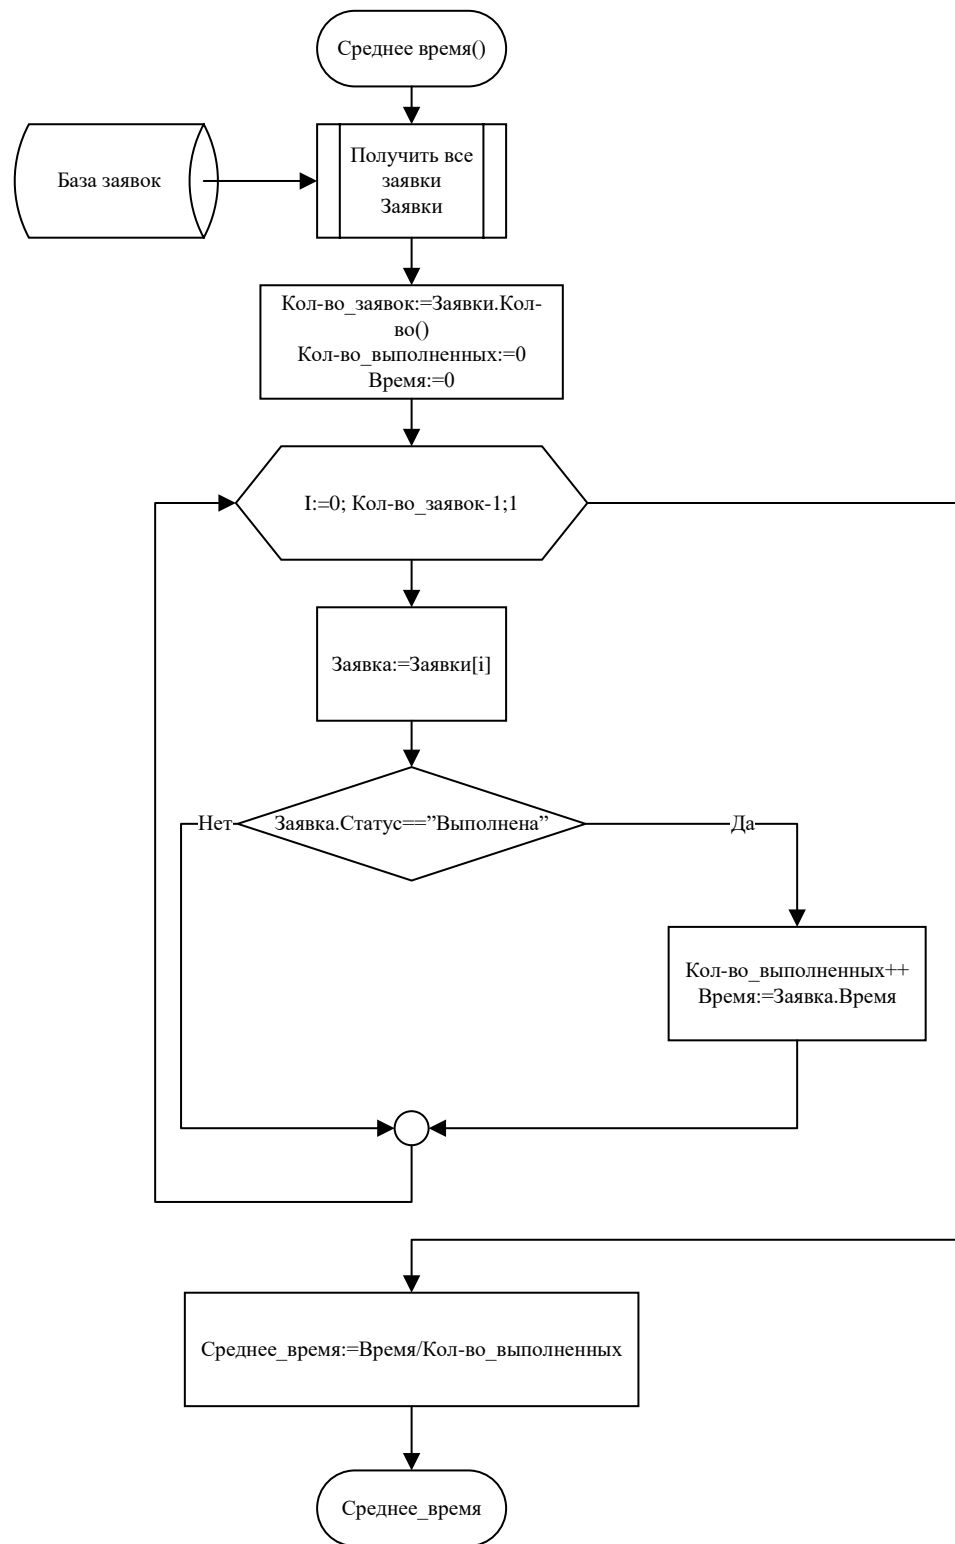 Среднее время()
База заявок
Получить все
заявки
Заявки
Кол-во_заявок:=Заявки.Кол-
во()
Кол-во_выполненных:=0
Время:=0
I:=0; Кол-во_заявок-1;1
Заявка:=Заявки[i]
Нет
Заявка.Статус==”Выполнена”
Да
Кол-во_выполненных++
Время:=Заявка.Время
Среднее_время:=Время/Кол-во_выполненных
Среднее_время